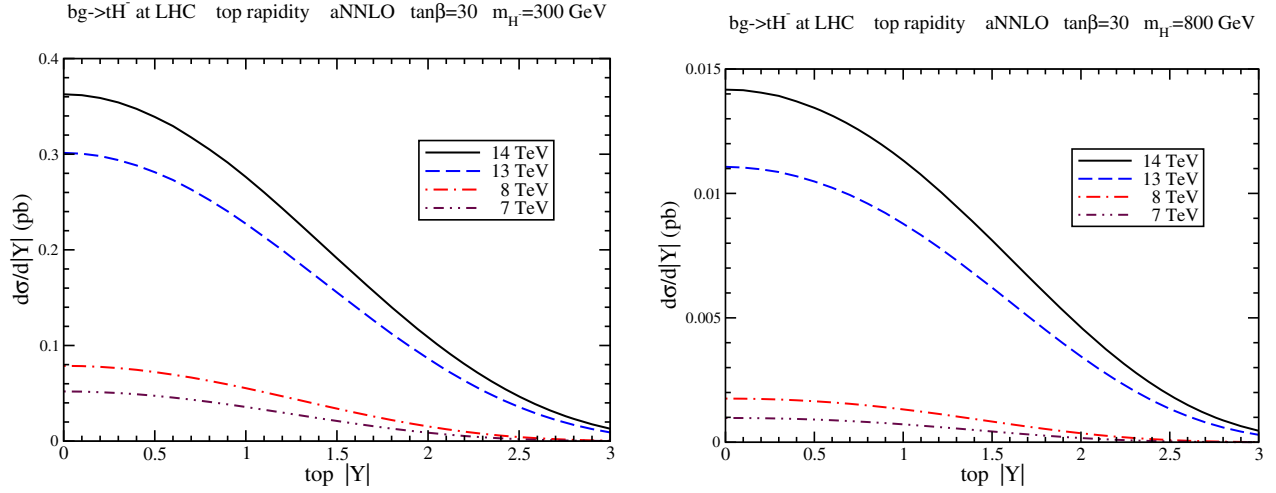 bg->tH⁻ at LHC top rapidity aNNLO tanβ=30 m_H⁻=300 GeV
0.4
0.3
0.2
0.1
0
dσ/d|Y| (pb)
14 TeV
13 TeV
8 TeV
7 TeV
0 0.5 1 1.5 2 2.5 3
top |Y|
bg->tH⁻ at LHC top rapidity aNNLO tanβ=30 m_H⁻=800 GeV
0.015
0.01
0.005
0
dσ/d|Y| (pb)
14 TeV
13 TeV
8 TeV
7 TeV
0 0.5 1 1.5 2 2.5 3
top |Y|